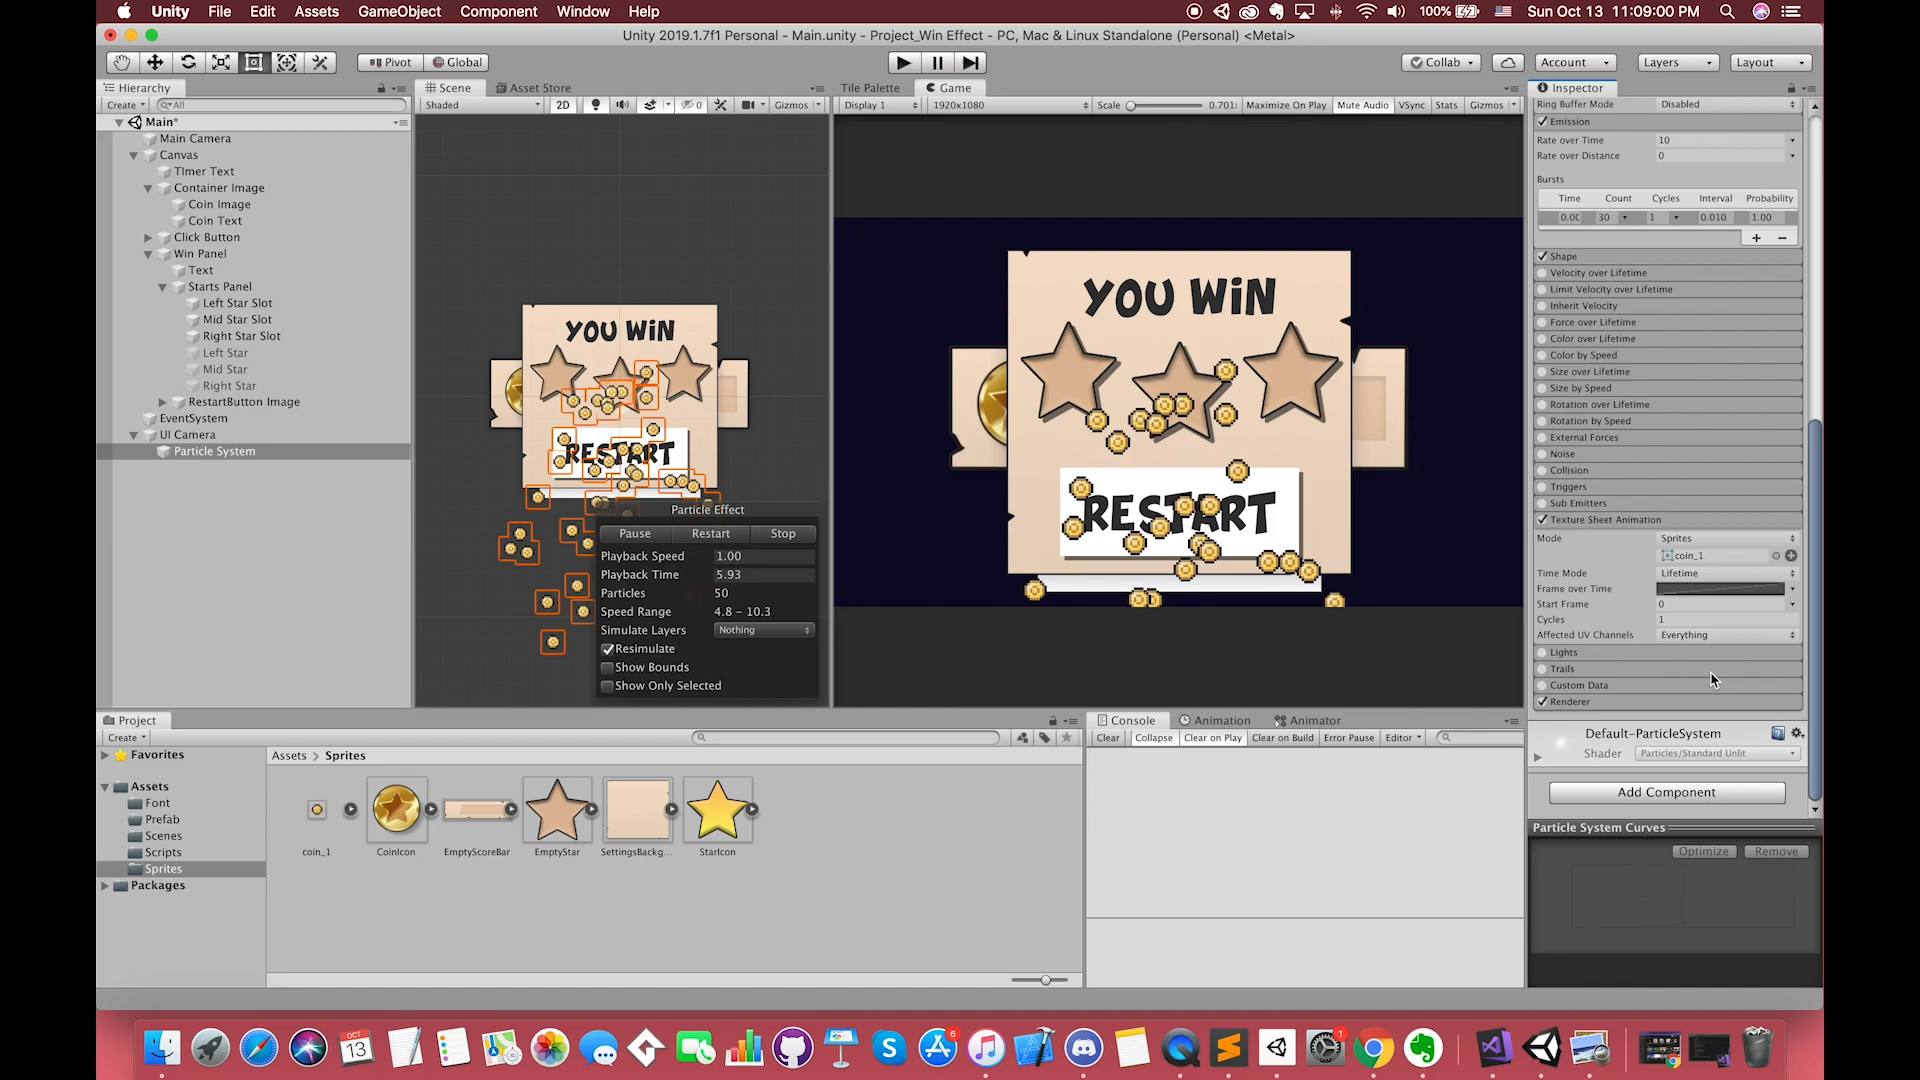 Unity File Edit Assets GameObject Component Window Help 100% Sun Oct 13 11:09:00 PM
Unity 2019.1.7f1 Personal - Main.unity - Project_Win Effect - PC, Mac & Linux Standalone (Personal) <Metal>
Pivot Global Collab Account Layers Layout
Hierarchy Scene Asset Store Tile Palette Game Inspector
Create All Shaded 2D 0 Gizmos Display 1 1920x1080 Scale 0.701: Maximize On Play Mute Audio VSync Stats Gizmos
Main*
Main Camera
Canvas
TImer Text
Container Image
Coin Image
Coin Text
Click Button
Win Panel
Text
Starts Panel
Left Star Slot
Mid Star Slot
Right Star Slot
Left Star
Mid Star
Right Star
RestartButton Image
EventSystem
UI Camera
Particle System
YOU WIN
RESTART
Particle Effect
Pause Restart Stop
Playback Speed 1.00
Playback Time 5.93
Particles 50
Speed Range 4.8 - 10.3
Simulate Layers Nothing
Resimulate
Show Bounds
Show Only Selected
YOU WIN
RESTART
Ring Buffer Mode Disabled
Emission
Rate over Time 10
Rate over Distance 0
Bursts
Time Count Cycles Interval Probability
0.0C 30 1 0.010 1.00
Shape
Velocity over Lifetime
Limit Velocity over Lifetime
Inherit Velocity
Force over Lifetime
Color over Lifetime
Color by Speed
Size over Lifetime
Size by Speed
Rotation over Lifetime
Rotation by Speed
External Forces
Noise
Collision
Triggers
Sub Emitters
Texture Sheet Animation
Mode Sprites
coin_1
Time Mode Lifetime
Frame over Time
Start Frame 0
Cycles 1
Affected UV Channels Everything
Lights
Trails
Custom Data
Renderer
Default-ParticleSystem
Shader Particles/Standard Unlit
Add Component
Particle System Curves
Optimize Remove
Project
Create
Favorites
Assets
Font
Prefab
Scenes
Scripts
Sprites
Packages
Assets > Sprites
coin_1 CoinIcon EmptyScoreBar EmptyStar SettingsBackg... StarIcon
Console Animation Animator
Clear Collapse Clear on Play Clear on Build Error Pause Editor
OCT
13
6
1